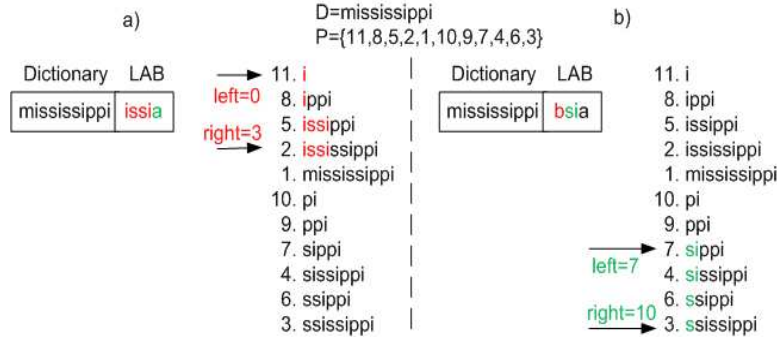 D=mississippi
P={11,8,5,2,1,10,9,7,4,6,3}
a)
Dictionary LAB
mississippi issia
left=0
right=3
11. i
8. ippi
5. issippi
2. ississippi
1. mississippi
10. pi
9. ppi
7. sippi
4. sissippi
6. ssippi
3. ssissippi
b)
Dictionary LAB
mississippi bsia
left=7
right=10
11. i
8. ippi
5. issippi
2. ississippi
1. mississippi
10. pi
9. ppi
7. sippi
4. sissippi
6. ssippi
3. ssissippi